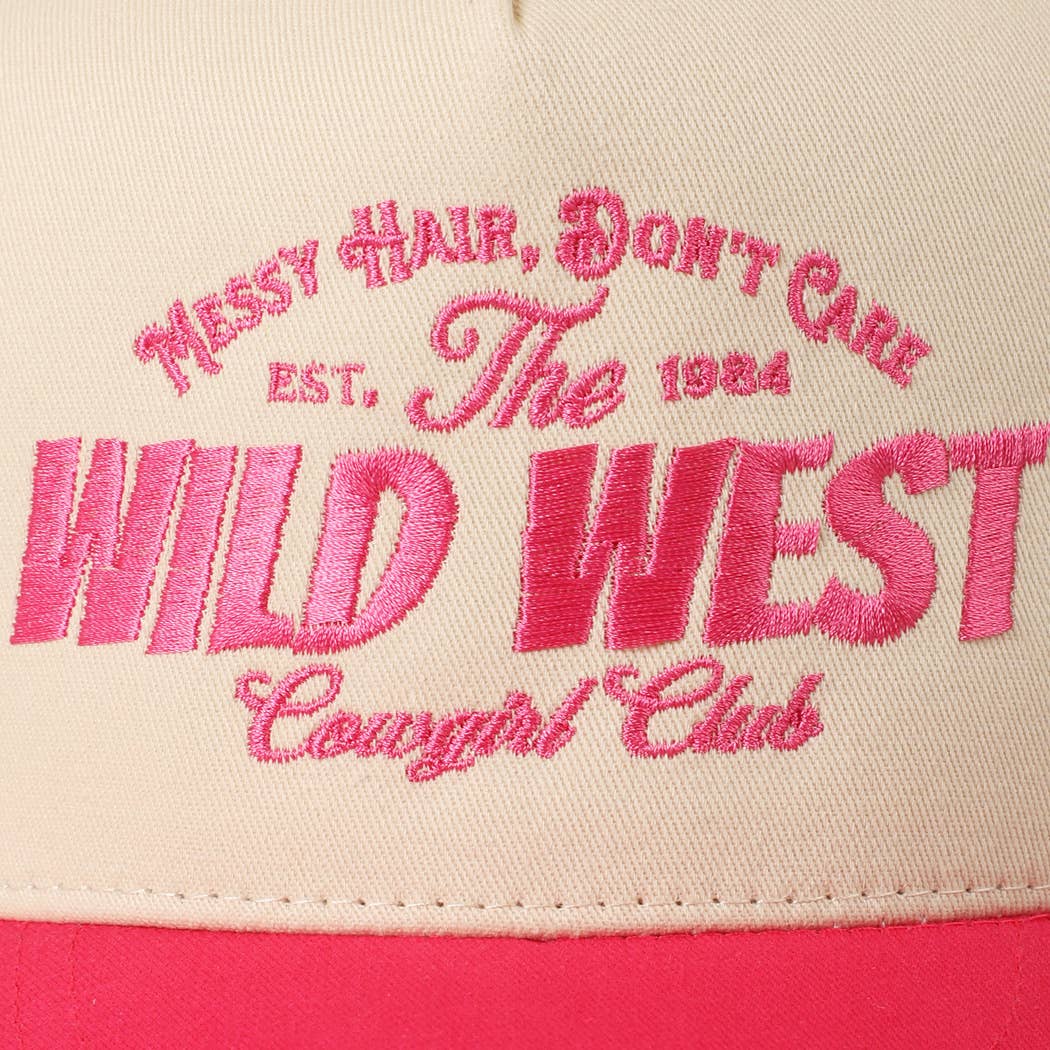 Messy Hair, Don't Care
EST. The 1984
WILD WEST
Cowgirl Club